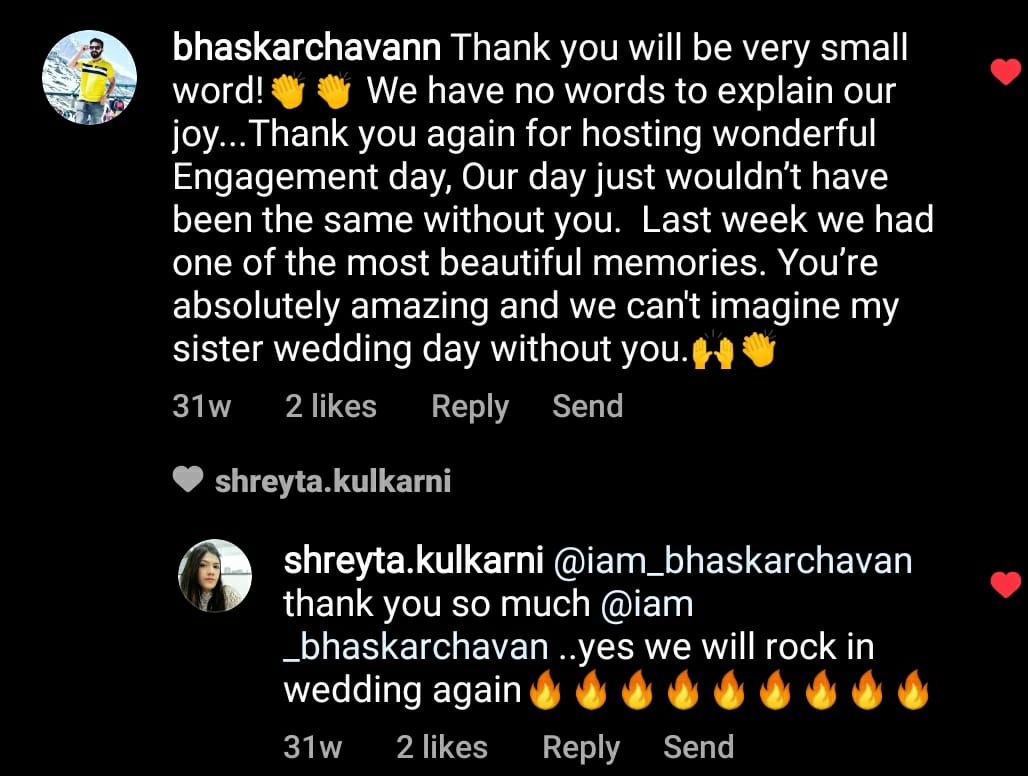 bhaskarchavann Thank you will be very small
word!👏👏 We have no words to explain our
joy...Thank you again for hosting wonderful
Engagement day, Our day just wouldn’t have
been the same without you.  Last week we had
one of the most beautiful memories. You’re
absolutely amazing and we can't imagine my
sister wedding day without you.🙌👏
31w 2 likes Reply Send
shreyta.kulkarni
shreyta.kulkarni @iam_bhaskarchavan
thank you so much @iam
_bhaskarchavan ..yes we will rock in
wedding again🔥🔥🔥🔥🔥🔥🔥🔥🔥
31w 2 likes Reply Send